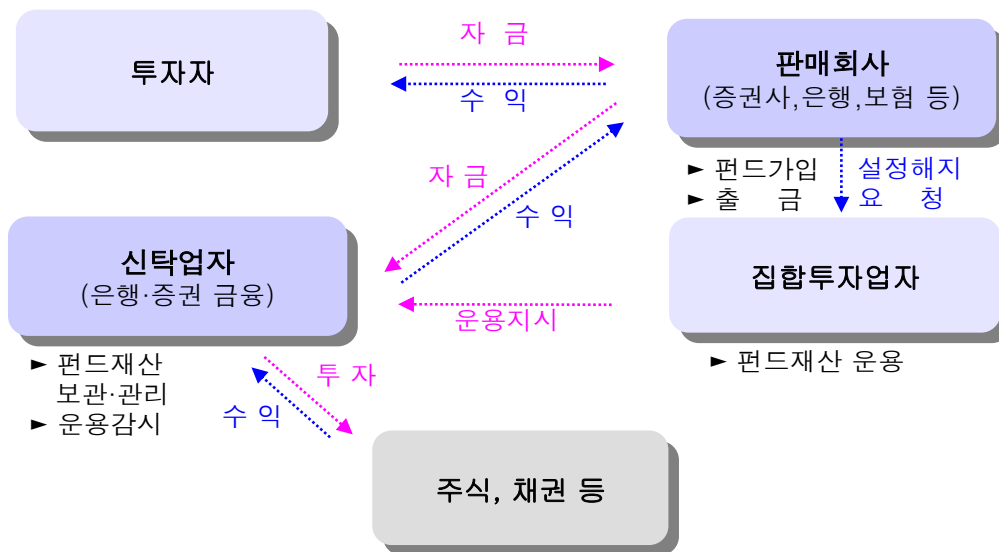 투자자
자 금
수 익
판매회사
(증권사,은행,보험 등)
► 펀드가입
► 출 금
설정해지
요 청
자 금
수 익
신탁업자
(은행·증권 금융)
집합투자업자
운용지시
► 펀드재산
보관·관리
► 운용감시
► 펀드재산 운용
투 자
수 익
주식, 채권 등